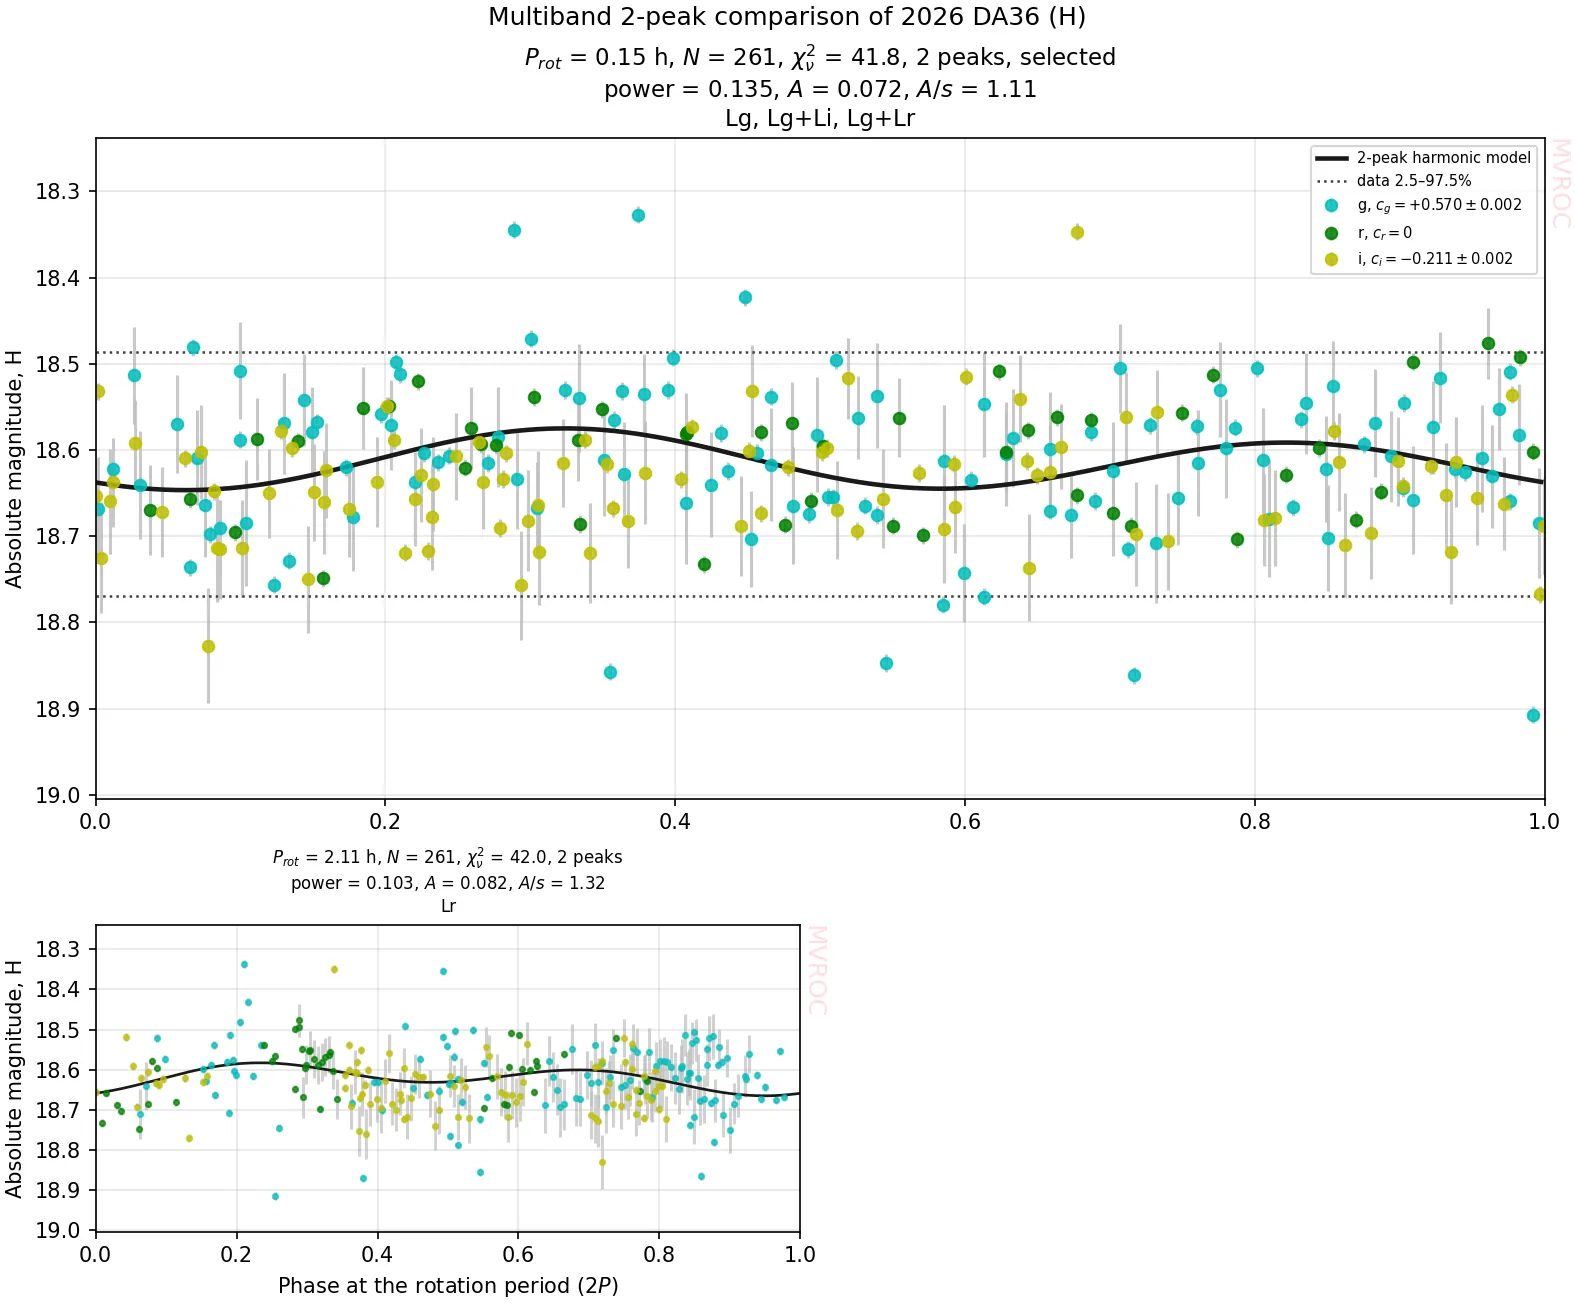 Multiband 2-peak comparison of 2026 DA36 (H)
P_rot = 0.15 h, N = 261, χ²_ν = 41.8, 2 peaks, selected
power = 0.135, A = 0.072, A/s = 1.11
Lg, Lg+Li, Lg+Lr
MVROC
2-peak harmonic model
data 2.5–97.5%
g, c_g = +0.570 ± 0.002
r, c_r = 0
i, c_i = −0.211 ± 0.002
Absolute magnitude, H
18.3
18.4
18.5
18.6
18.7
18.8
18.9
19.0
0.0 0.2 0.4 0.6 0.8 1.0
P_rot = 2.11 h, N = 261, χ²_ν = 42.0, 2 peaks
power = 0.103, A = 0.082, A/s = 1.32
Lr
MVROC
Absolute magnitude, H
18.3
18.4
18.5
18.6
18.7
18.8
18.9
19.0
0.0 0.2 0.4 0.6 0.8 1.0
Phase at the rotation period (2P)